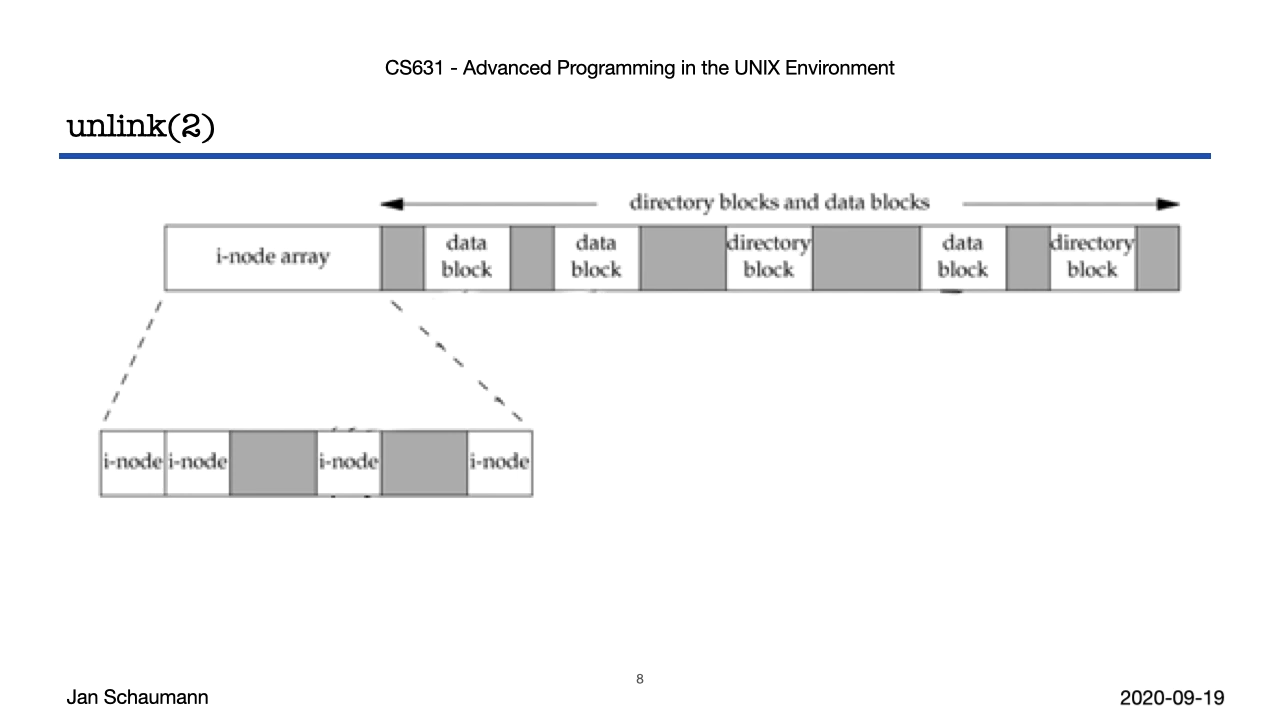 CS631 - Advanced Programming in the UNIX Environment
unlink(2)
directory blocks and data blocks
i-node array
data
block
data
block
directory
block
data
block
directory
block
i-node
i-node
i-node
i-node
8
Jan Schaumann
2020-09-19